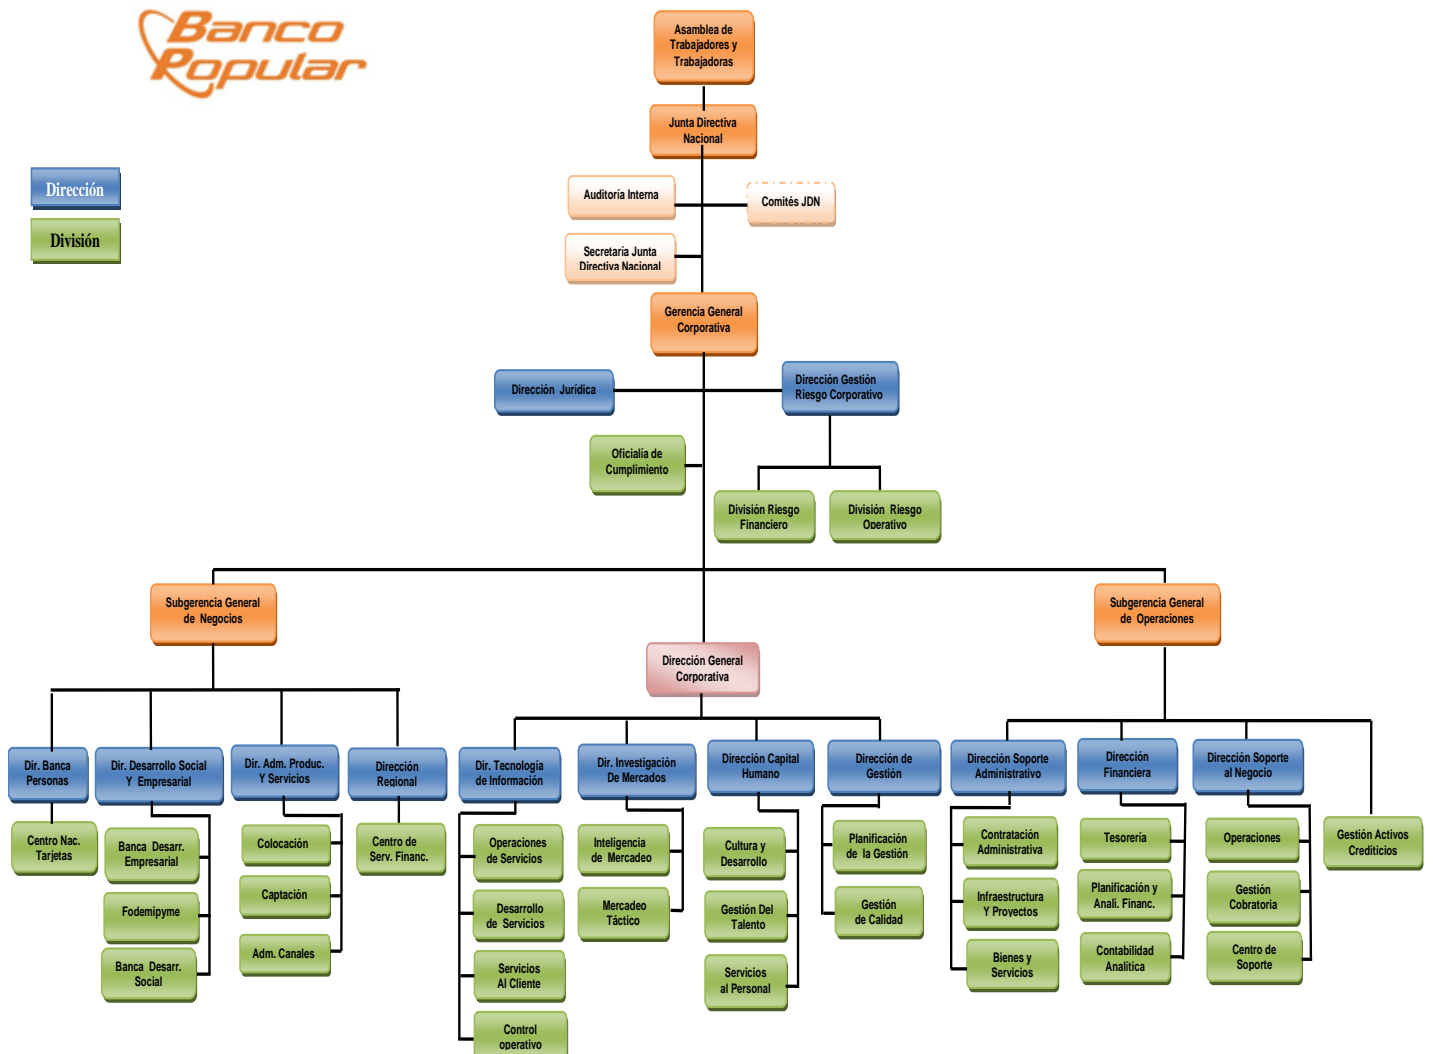 Banco
Popular
Asamblea de
Trabajadores y
Trabajadoras
Junta Directiva
Nacional
Dirección
División
Auditoría Interna
Comités JDN
Secretaría Junta
Directiva Nacional
Gerencia General
Corporativa
Dirección Jurídica
Dirección Gestión
Riesgo Corporativo
Oficialía de
Cumplimiento
División Riesgo
Financiero
División Riesgo
Operativo
Subgerencia General
de Negocios
Subgerencia General
de Operaciones
Dirección General
Corporativa
Dir. Banca
Personas
Dir. Desarrollo Social
Y Empresarial
Dir. Adm. Produc.
Y Servicios
Dirección
Regional
Dir. Tecnología
de Información
Dir. Investigación
De Mercados
Dirección Capital
Humano
Dirección de
Gestión
Dirección Soporte
Administrativo
Dirección
Financiera
Dirección Soporte
al Negocio
Centro Nac.
Tarjetas
Banca Desarr.
Empresarial
Fodemipyme
Banca Desarr.
Social
Colocación
Captación
Adm. Canales
Centro de
Serv. Financ.
Operaciones
de Servicios
Desarrollo
de Servicios
Servicios
Al Cliente
Control
operativo
Inteligencia
de Mercadeo
Mercadeo
Táctico
Cultura y
Desarrollo
Gestión Del
Talento
Servicios
al Personal
Planificación
de la Gestión
Gestión
de Calidad
Contratación
Administrativa
Infraestructura
Y Proyectos
Bienes y
Servicios
Tesorería
Planificación y
Anali. Financ.
Contabilidad
Analítica
Operaciones
Gestión
Cobratoria
Centro de
Soporte
Gestión Activos
Crediticios